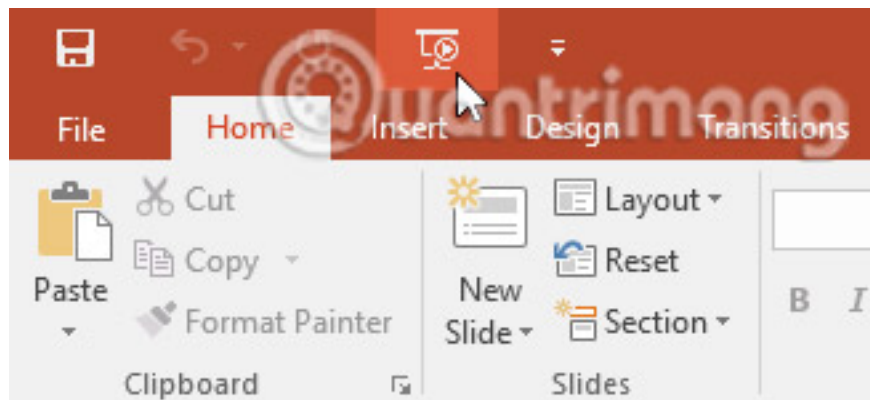 Quantrimang
File Home Insert Design Transitions
Cut
Copy
Format Painter
Paste
Clipboard
New
Slide
Layout
Reset
Section
Slides
B I